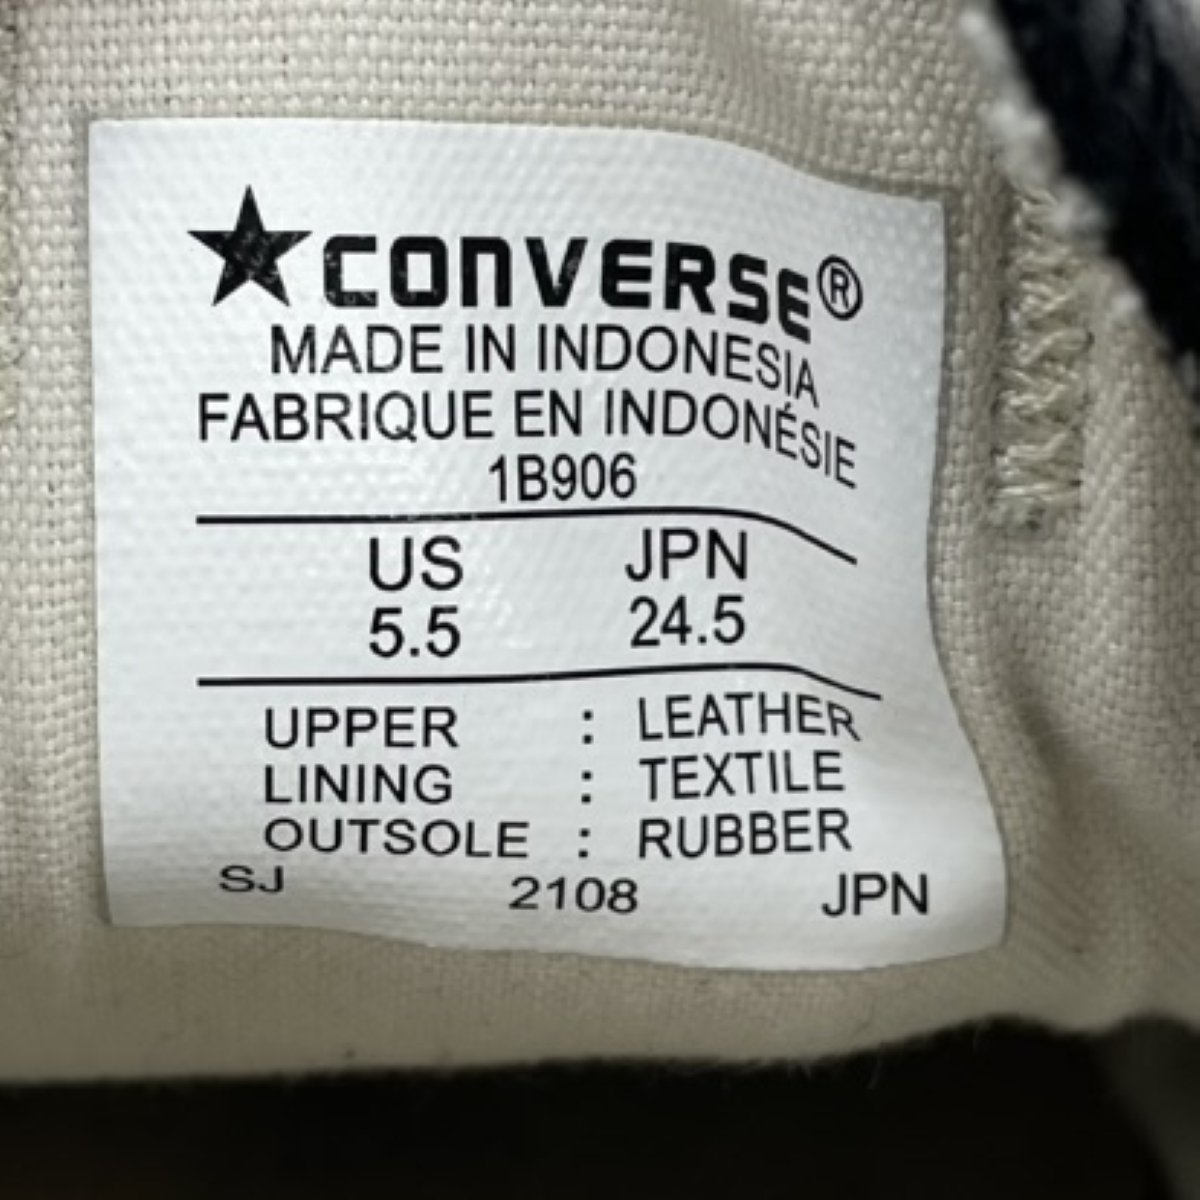 ★CONVERSE®
MADE IN INDONESIA
FABRIQUE EN INDONÉSIE
1B906
US JPN
5.5 24.5
UPPER : LEATHER
LINING : TEXTILE
OUTSOLE : RUBBER
SJ 2108 JPN